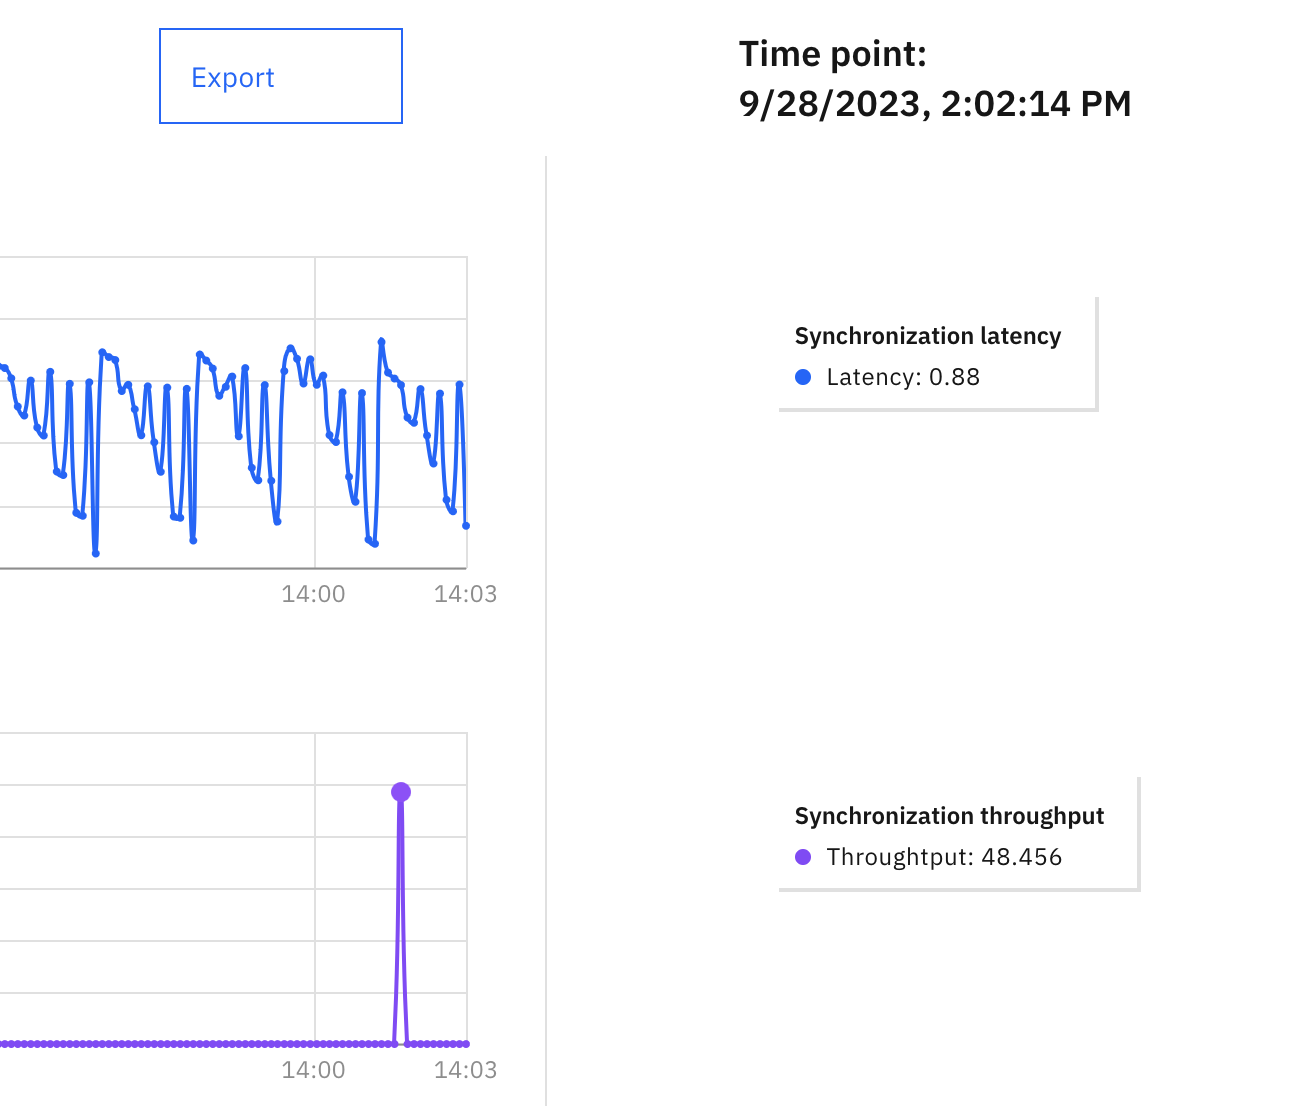 Export
Time point:
9/28/2023, 2:02:14 PM
Synchronization latency
Latency: 0.88
14:00
14:03
Synchronization throughput
Throughtput: 48.456
14:00
14:03